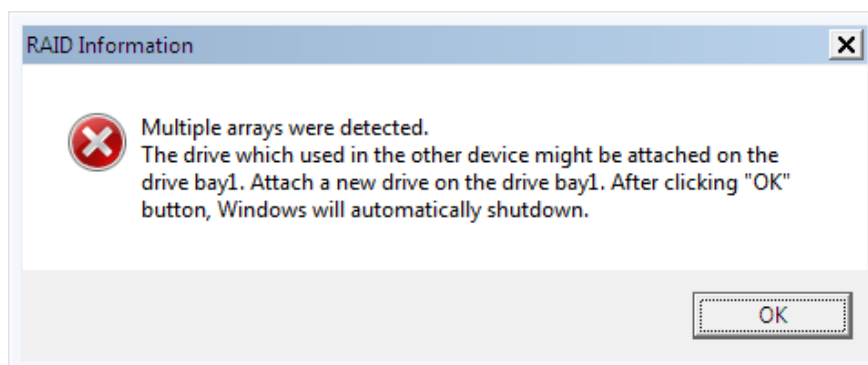 RAID Information
Multiple arrays were detected.
The drive which used in the other device might be attached on the
drive bay1. Attach a new drive on the drive bay1. After clicking "OK"
button, Windows will automatically shutdown.
OK